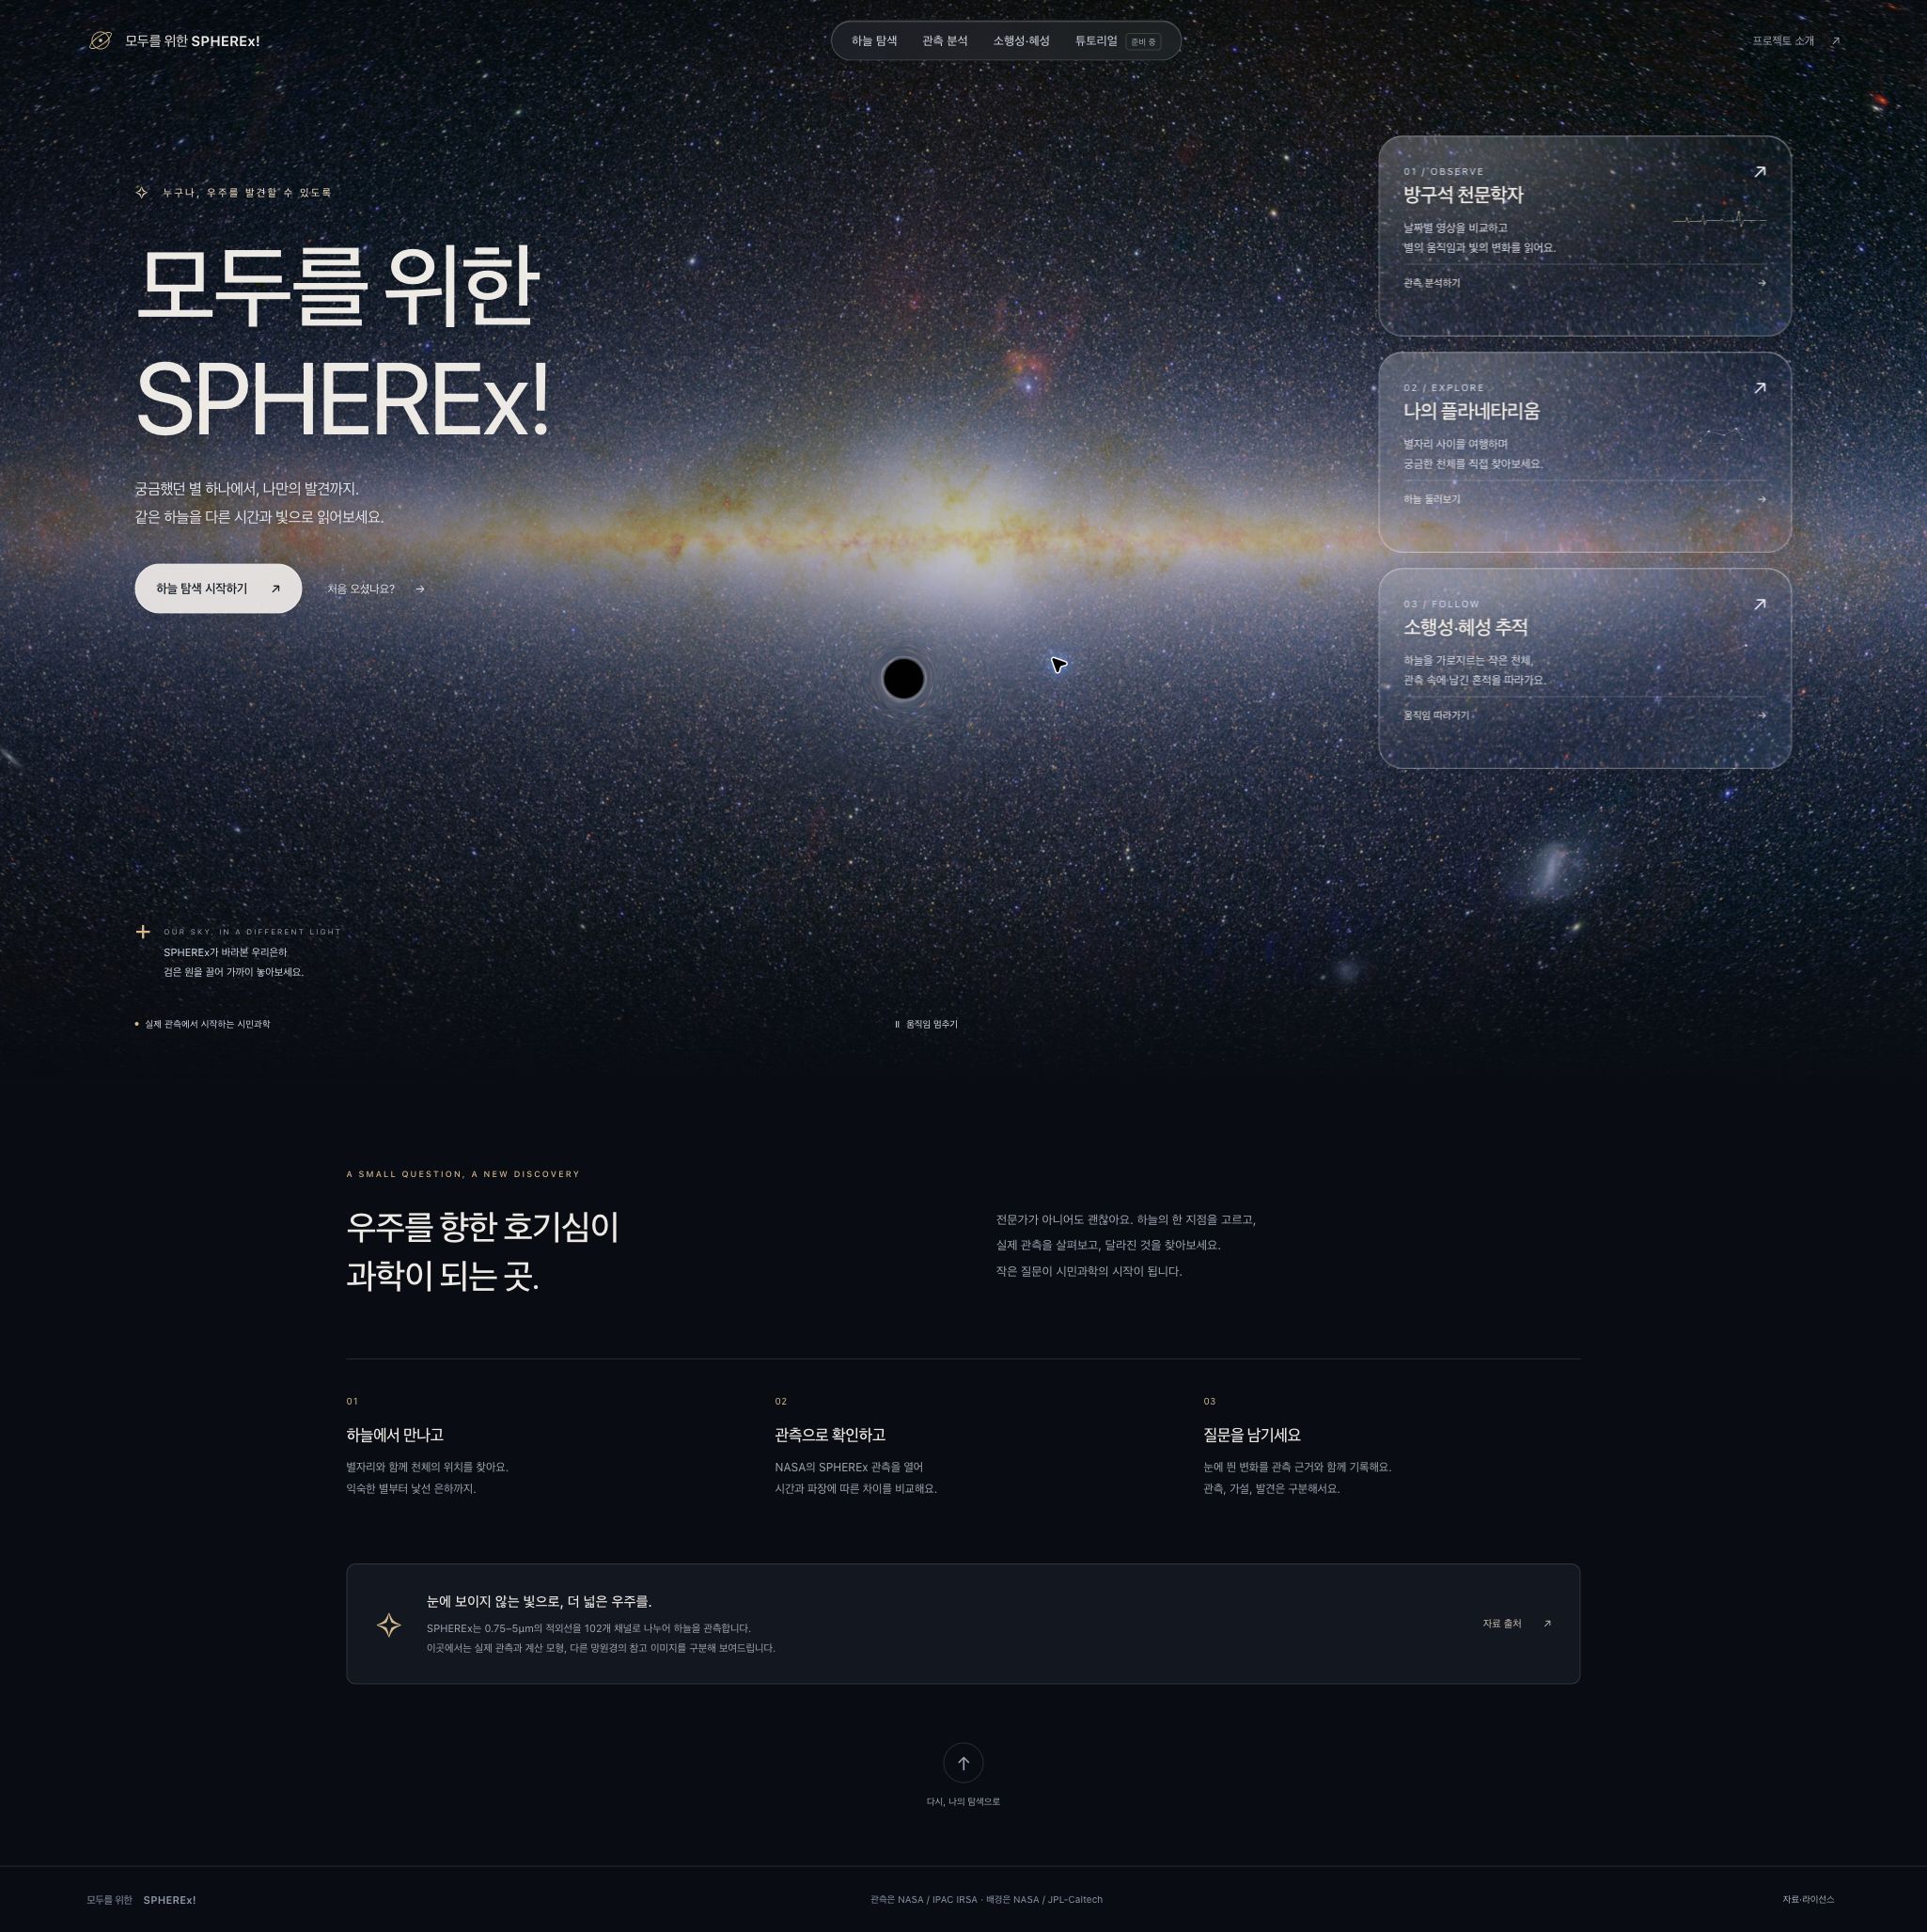 모두를 위한 SPHEREx!
하늘 탐색
관측 분석
소행성·혜성
튜토리얼 준비 중
프로젝트 소개
누구나, 우주를 발견할 수 있도록
모두를 위한
SPHEREx!
궁금했던 별 하나에서, 나만의 발견까지.
같은 하늘을 다른 시간과 빛으로 읽어보세요.
하늘 탐색 시작하기
처음 오셨나요?
01 / OBSERVE
방구석 천문학자
날짜별 영상을 비교하고
별의 움직임과 빛의 변화를 읽어요.
관측 분석하기
02 / EXPLORE
나의 플라네타리움
별자리 사이를 여행하며
궁금한 천체를 직접 찾아보세요.
하늘 둘러보기
03 / FOLLOW
소행성·혜성 추적
하늘을 가로지르는 작은 천체,
관측 속에 남긴 흔적을 따라가요.
움직임 따라가기
OUR SKY, IN A DIFFERENT LIGHT
SPHEREx가 바라본 우리은하
검은 원을 끌어 가까이 놓아보세요.
실제 관측에서 시작하는 시민과학
움직임 멈추기
A SMALL QUESTION, A NEW DISCOVERY
우주를 향한 호기심이
과학이 되는 곳.
전문가가 아니어도 괜찮아요. 하늘의 한 지점을 고르고,
실제 관측을 살펴보고, 달라진 것을 찾아보세요.
작은 질문이 시민과학의 시작이 됩니다.
01
하늘에서 만나고
별자리와 함께 천체의 위치를 찾아요.
익숙한 별부터 낯선 은하까지.
02
관측으로 확인하고
NASA의 SPHEREx 관측을 열어
시간과 파장에 따른 차이를 비교해요.
03
질문을 남기세요
눈에 띈 변화를 관측 근거와 함께 기록해요.
관측, 가설, 발견은 구분해서요.
눈에 보이지 않는 빛으로, 더 넓은 우주를.
SPHEREx는 0.75–5µm의 적외선을 102개 채널로 나누어 하늘을 관측합니다.
이곳에서는 실제 관측과 계산 모형, 다른 망원경의 참고 이미지를 구분해 보여드립니다.
자료 출처
다시, 나의 탐색으로
모두를 위한 SPHEREx!
관측은 NASA / IPAC IRSA · 배경은 NASA / JPL-Caltech
자료·라이선스